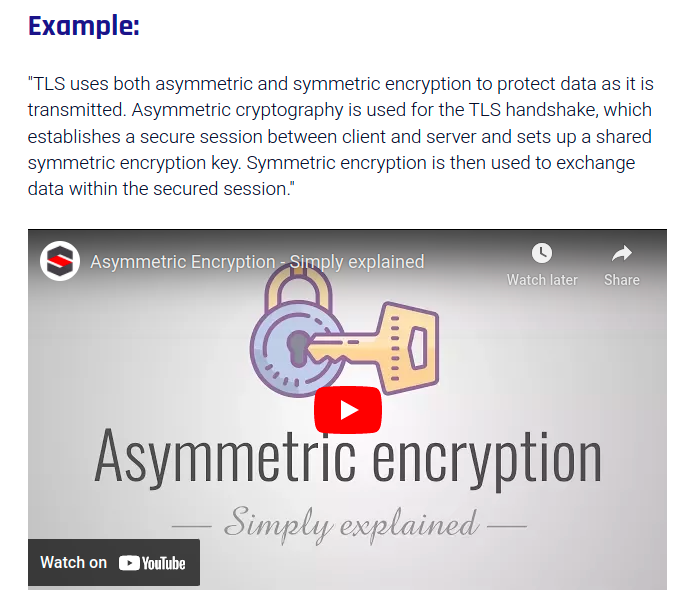 Example:
"TLS uses both asymmetric and symmetric encryption to protect data as it is
transmitted. Asymmetric cryptography is used for the TLS handshake, which
establishes a secure session between client and server and sets up a shared
symmetric encryption key. Symmetric encryption is then used to exchange
data within the secured session."
Asymmetric Encryption - Simply explained
Watch later
Share
Asymmetric encryption
Simply explained
Watch on YouTube